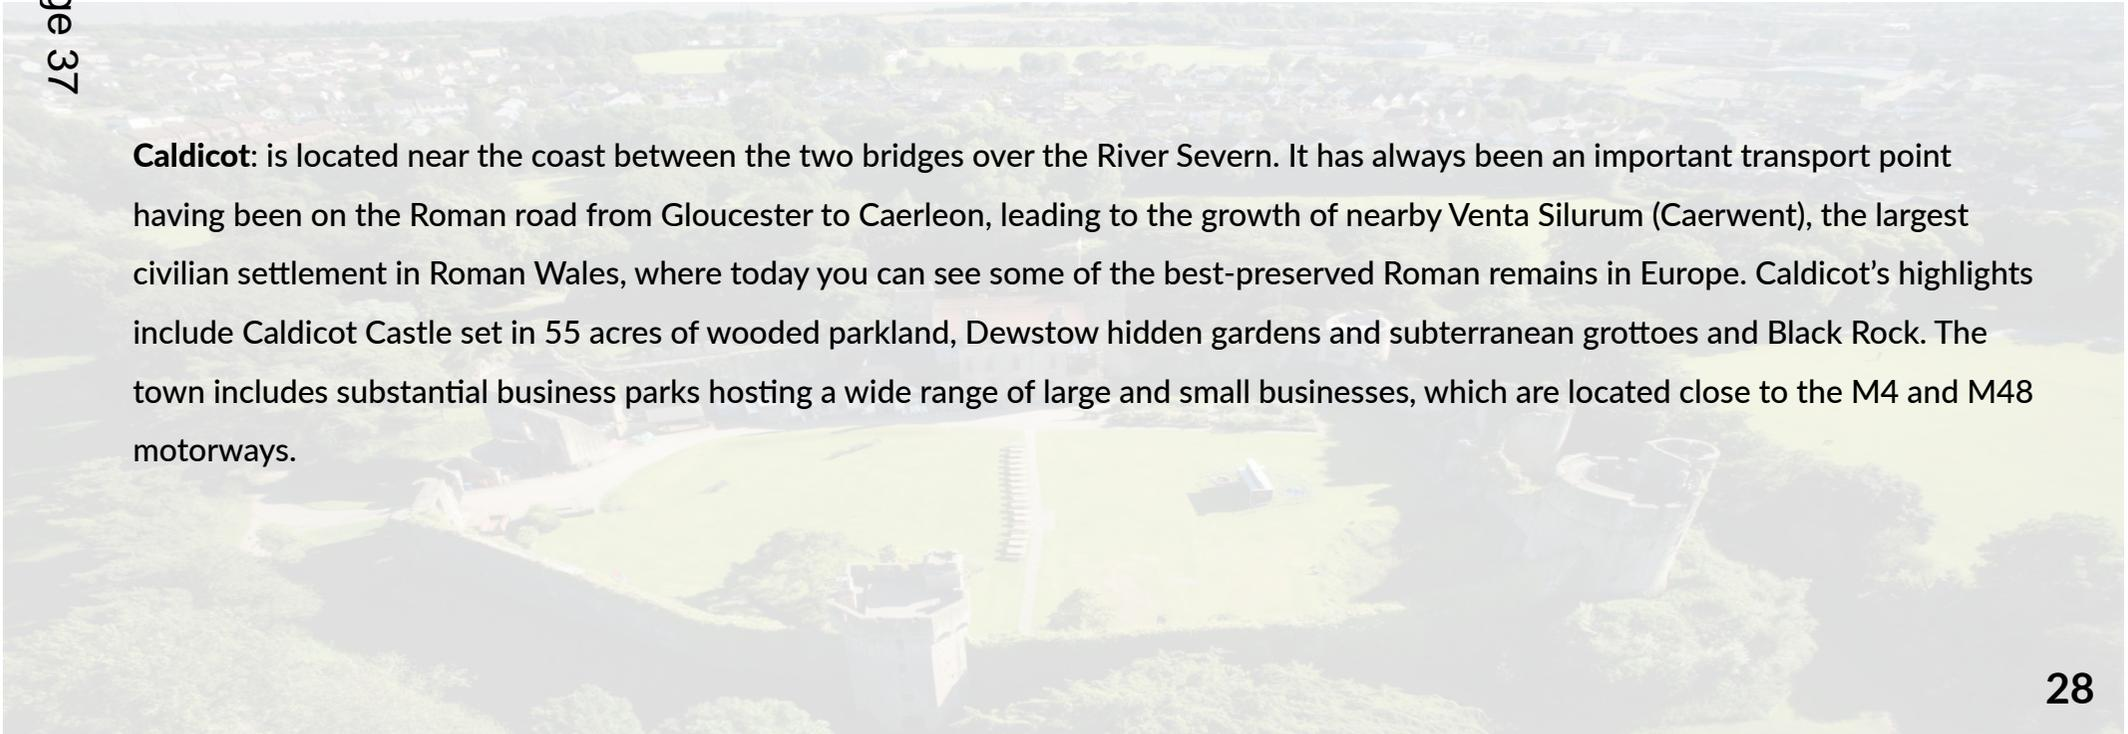 ge 37
Caldicot: is located near the coast between the two bridges over the River Severn. It has always been an important transport point
having been on the Roman road from Gloucester to Caerleon, leading to the growth of nearby Venta Silurum (Caerwent), the largest
civilian settlement in Roman Wales, where today you can see some of the best-preserved Roman remains in Europe. Caldicot’s highlights
include Caldicot Castle set in 55 acres of wooded parkland, Dewstow hidden gardens and subterranean grottoes and Black Rock. The
town includes substantial business parks hosting a wide range of large and small businesses, which are located close to the M4 and M48
motorways.
28